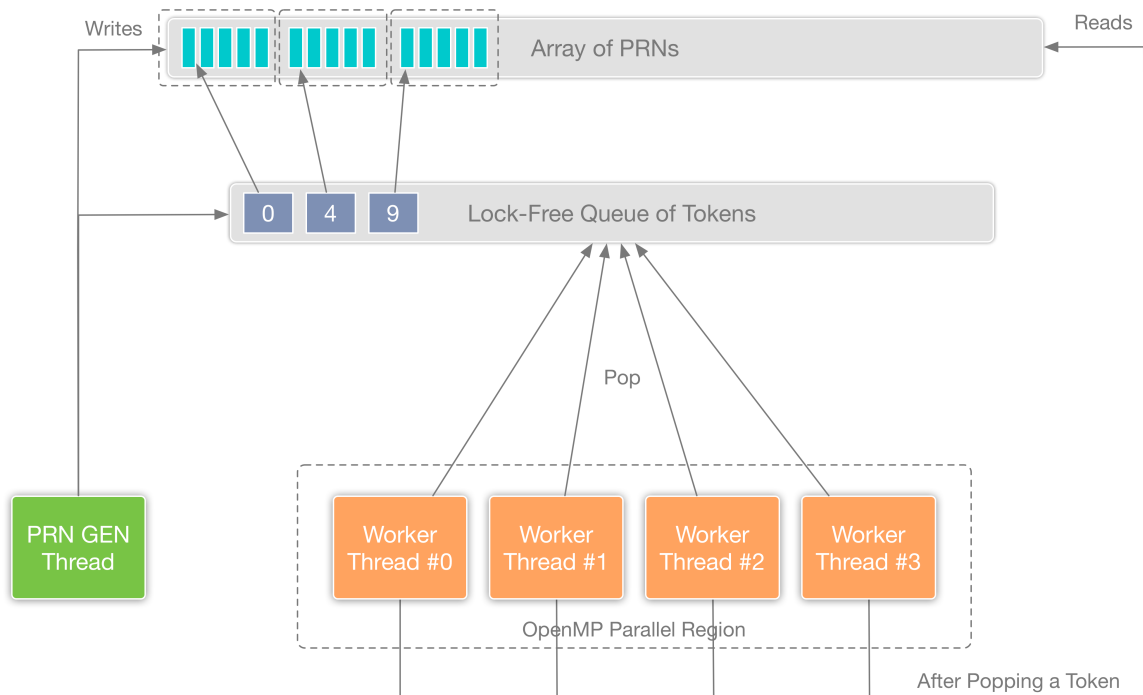 Writes
Array of PRNs
Reads
0 4 9 Lock-Free Queue of Tokens
Pop
PRN GEN
Thread
Worker
Thread #0
Worker
Thread #1
Worker
Thread #2
Worker
Thread #3
OpenMP Parallel Region
After Popping a Token